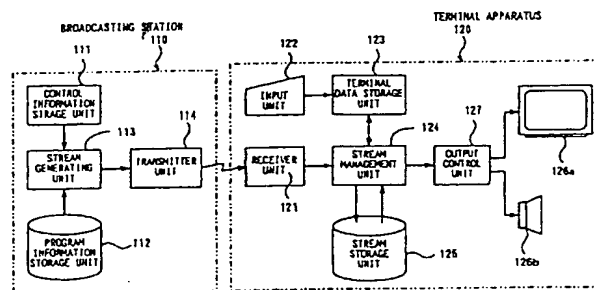 BROADCASTING STATION
110
TERMINAL APPARATUS
120
111
CONTROL
INFORMATION
STRAGE UNIT
113
STREAM
GENERATING
UNIT
114
TRANSMITTER
UNIT
PROGRAM
INFORMATION
STORAGE UNIT
112
122
INPUT
UNIT
123
TERMINAL
DATA STORAGE
UNIT
RECEIVER
UNIT
121
124
STREAM
MANAGEMENT
UNIT
127
OUTPUT
CONTROL
UNIT
STREAM
STORAGE
UNIT
125
126a
126b